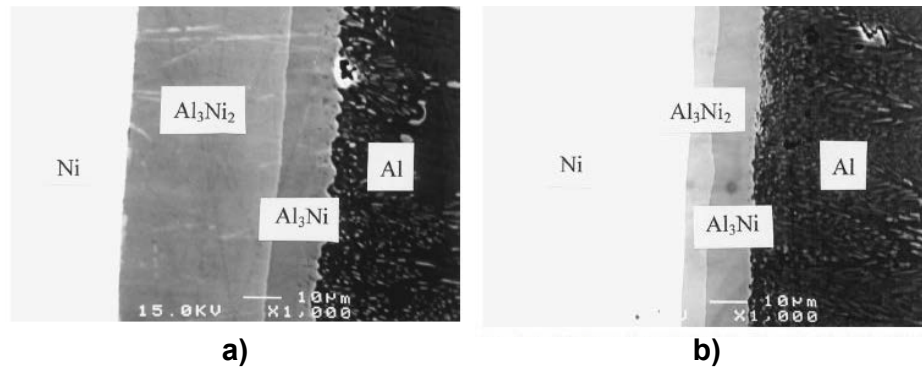 Al₃Ni₂
Ni
Al
Al₃Ni
10μm
15.0KV X1,000
a)
Al₃Ni₂
Ni
Al
Al₃Ni
10μm
X1,000
b)